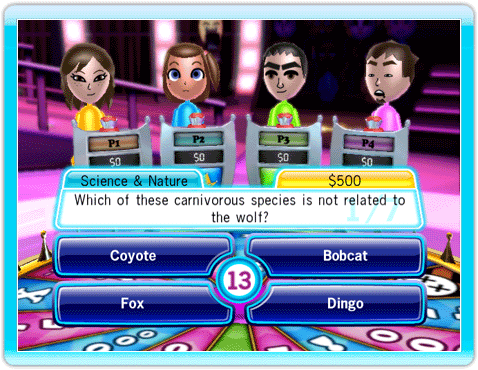 P1
P2
P3
P4
$0
$0
$0
$0
Science & Nature
$500
1/7
Which of these carnivorous species is not related to
the wolf?
Coyote
Bobcat
13
Fox
Dingo